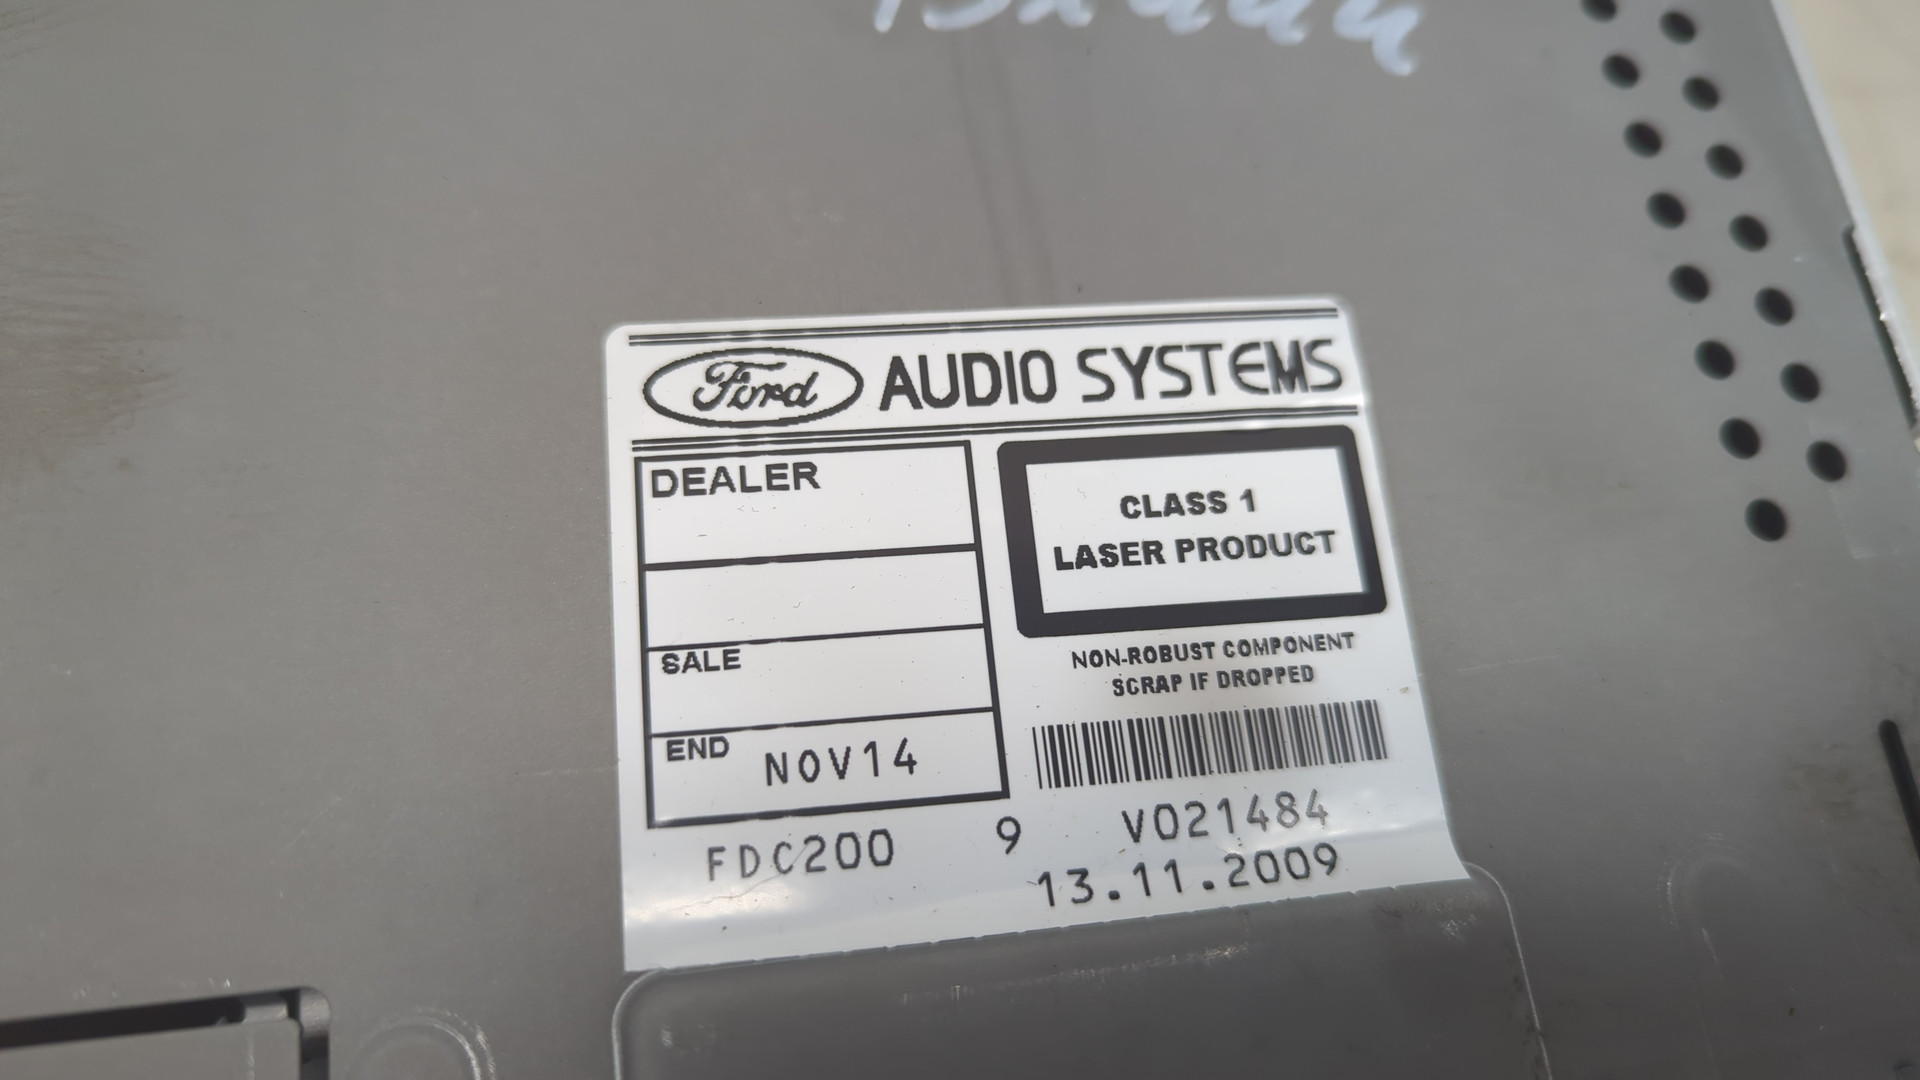 Ford AUDIO SYSTEMS
DEALER
SALE
END NOV14
CLASS 1
LASER PRODUCT
NON-ROBUST COMPONENT
SCRAP IF DROPPED
FDC200 9 V021484
13.11.2009